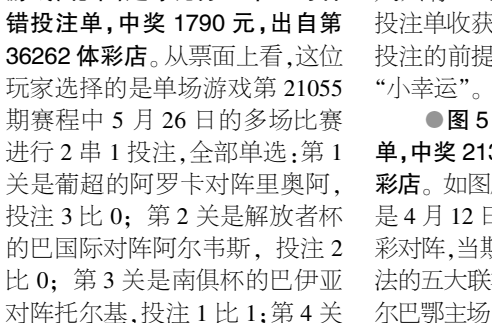 错投注单，中奖 1790 元，出自第
36262 体彩店。从票面上看，这位
玩家选择的是单场游戏第 21055
期赛程中 5 月 26 日的多场比赛
进行 2 串 1 投注，全部单选：第 1
关是葡超的阿罗卡对阵里奥阿，
投注 3 比 0；第 2 关是解放者杯
的巴国际对阵阿尔韦斯，投注 2
比 0；第 3 关是南俱杯的巴伊亚
对阵托尔基，投注 1 比 1；第 4 关
投注单收获
投注的前提
“小幸运”。
●图 5
单，中奖 213
彩店。如图
是 4 月 12 日
彩对阵，当期
法的五大联
尔巴鄂主场